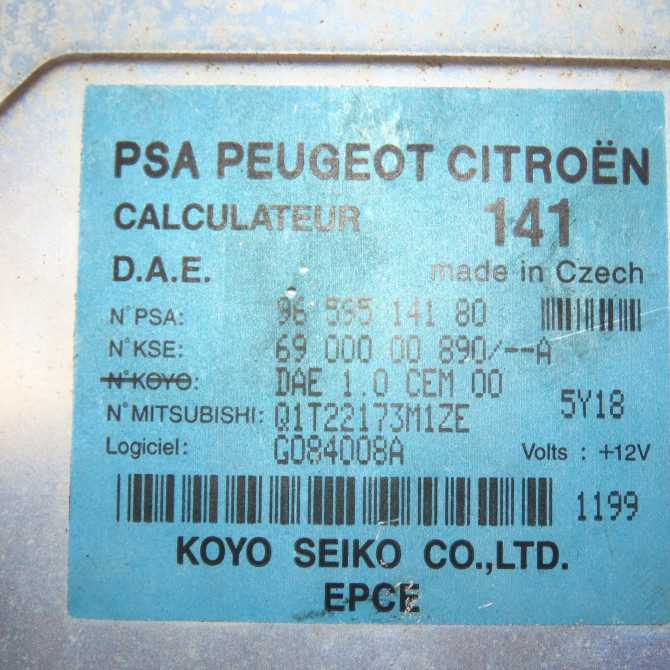 PSA PEUGEOT CITROËN
CALCULATEUR 141
D.A.E. made in Czech
N°PSA: 96 595 141 80
N°KSE: 69 000 00 890/--A
N°KOYO: DAE 1.0 CEM 00
N°MITSUBISHI: Q1T22173M1ZE 5Y18
Logiciel: G084008A Volts : +12V
1199
KOYO SEIKO CO.,LTD.
EPCE